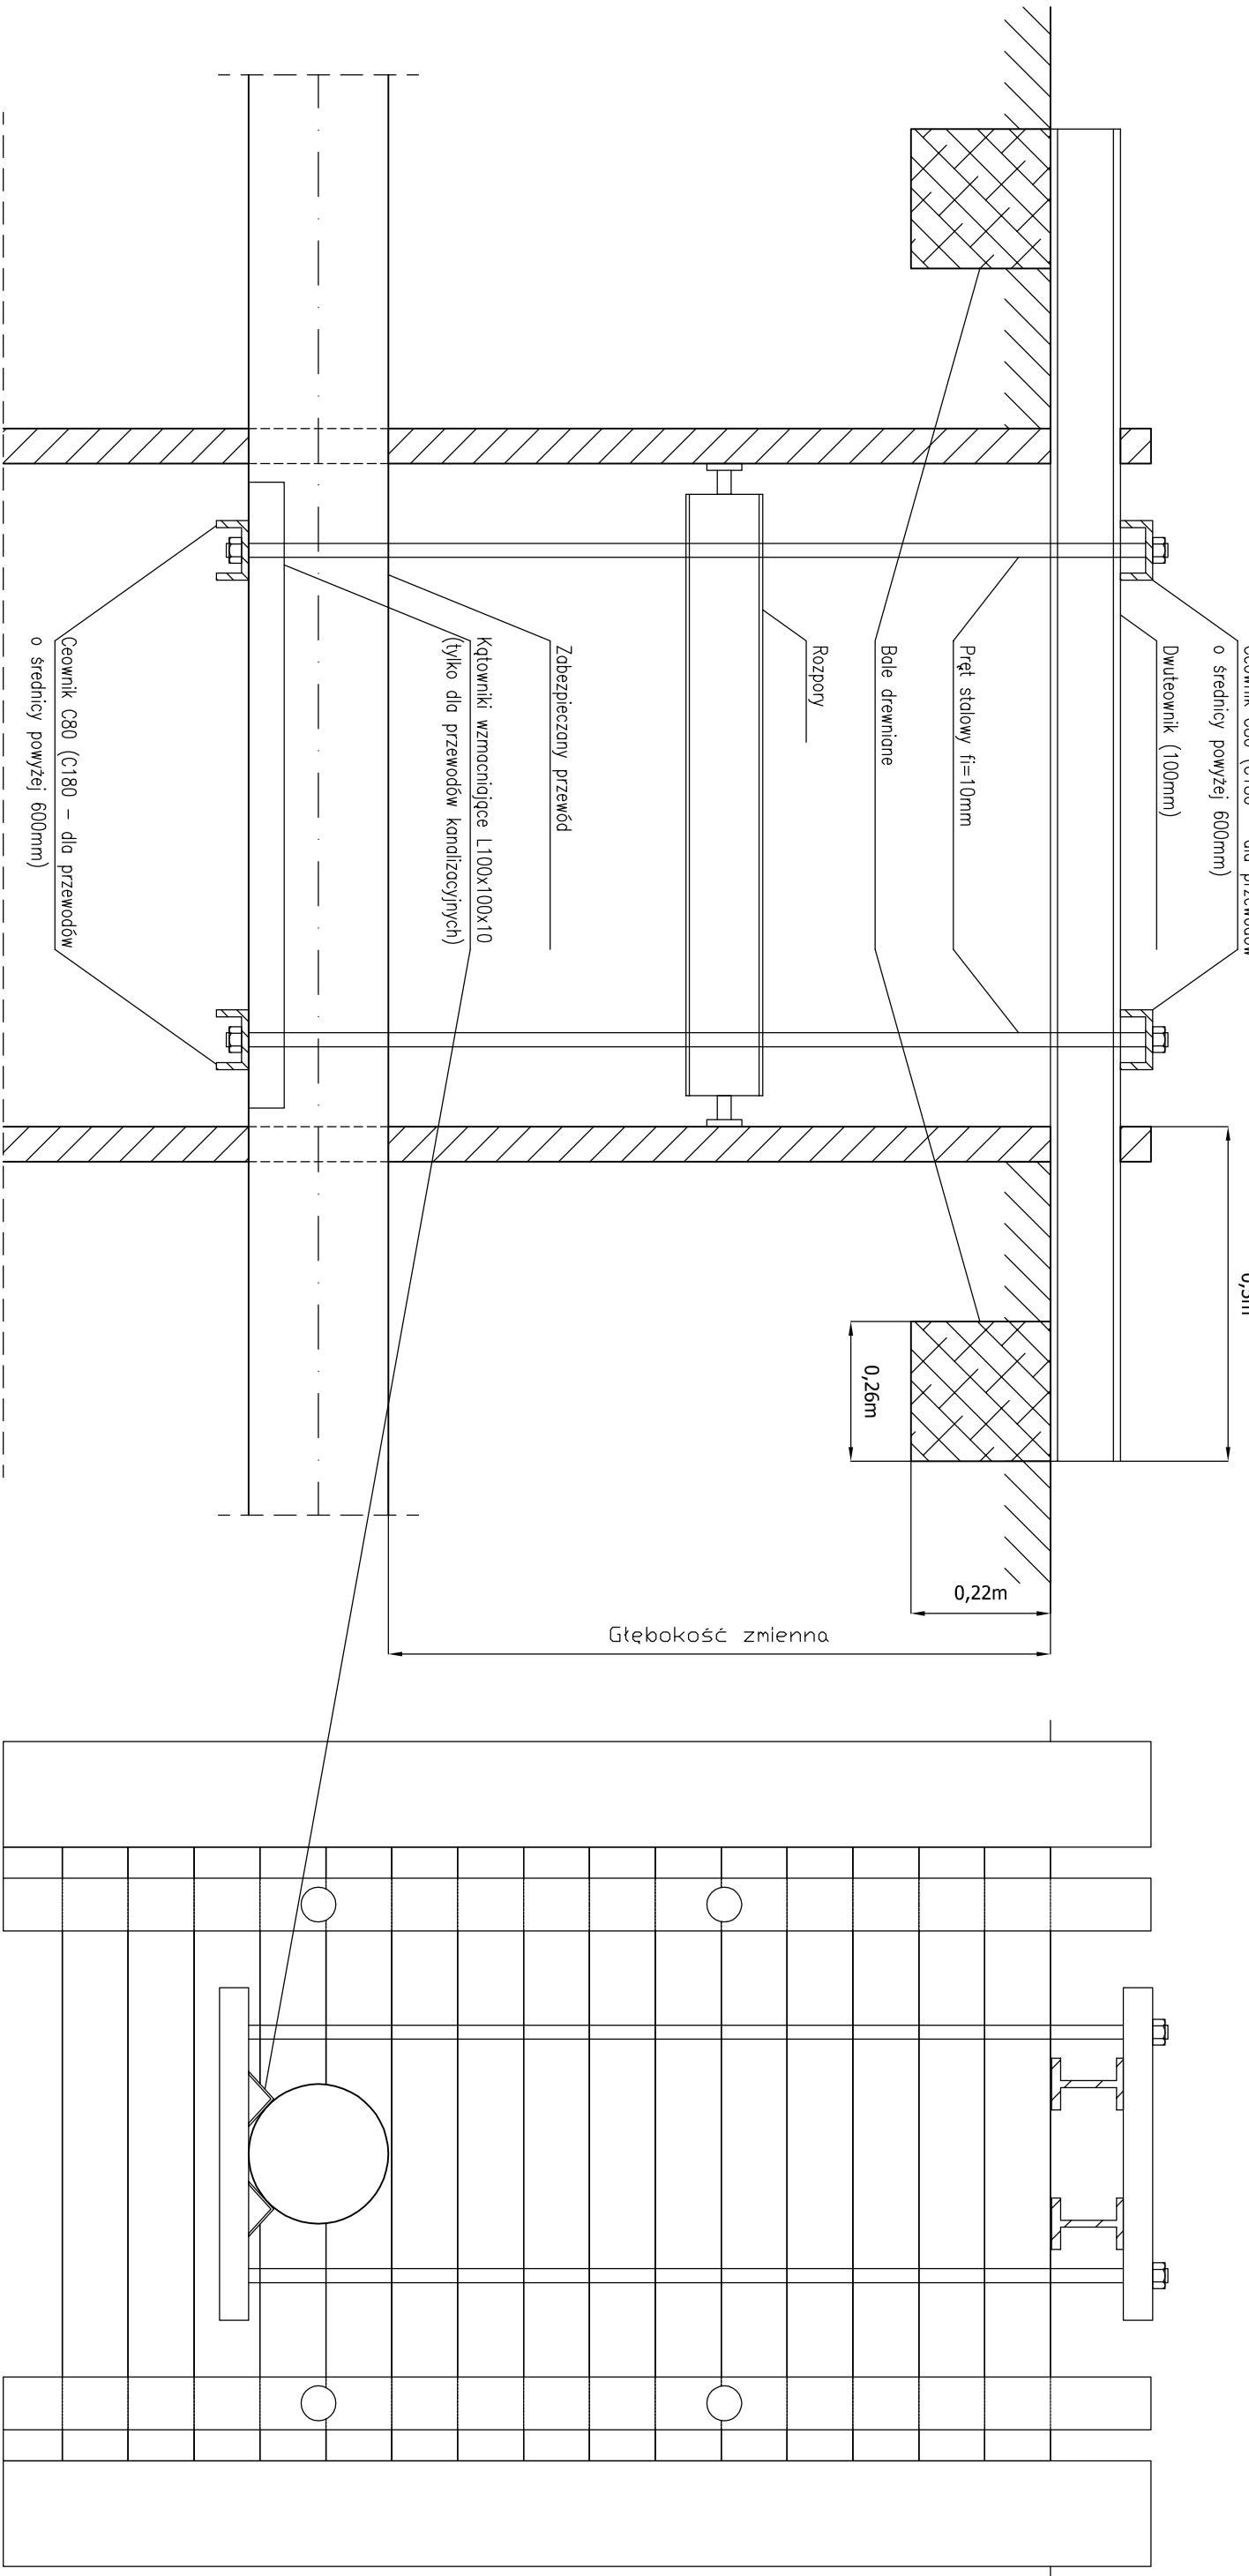 o średnicy powyżej 600mm)
Dwuteownik (100mm)
Pręt stalowy fi=10mm
Bale drewniane
Rozpory
Zabezpieczany przewód
Kątowniki wzmacniające L100x100x10
(tylko dla przewodów kanalizacyjnych)
Ceownik C80 (C180 – dla przewodów
o średnicy powyżej 600mm)
0,26m
0,22m
Głębokość zmienna